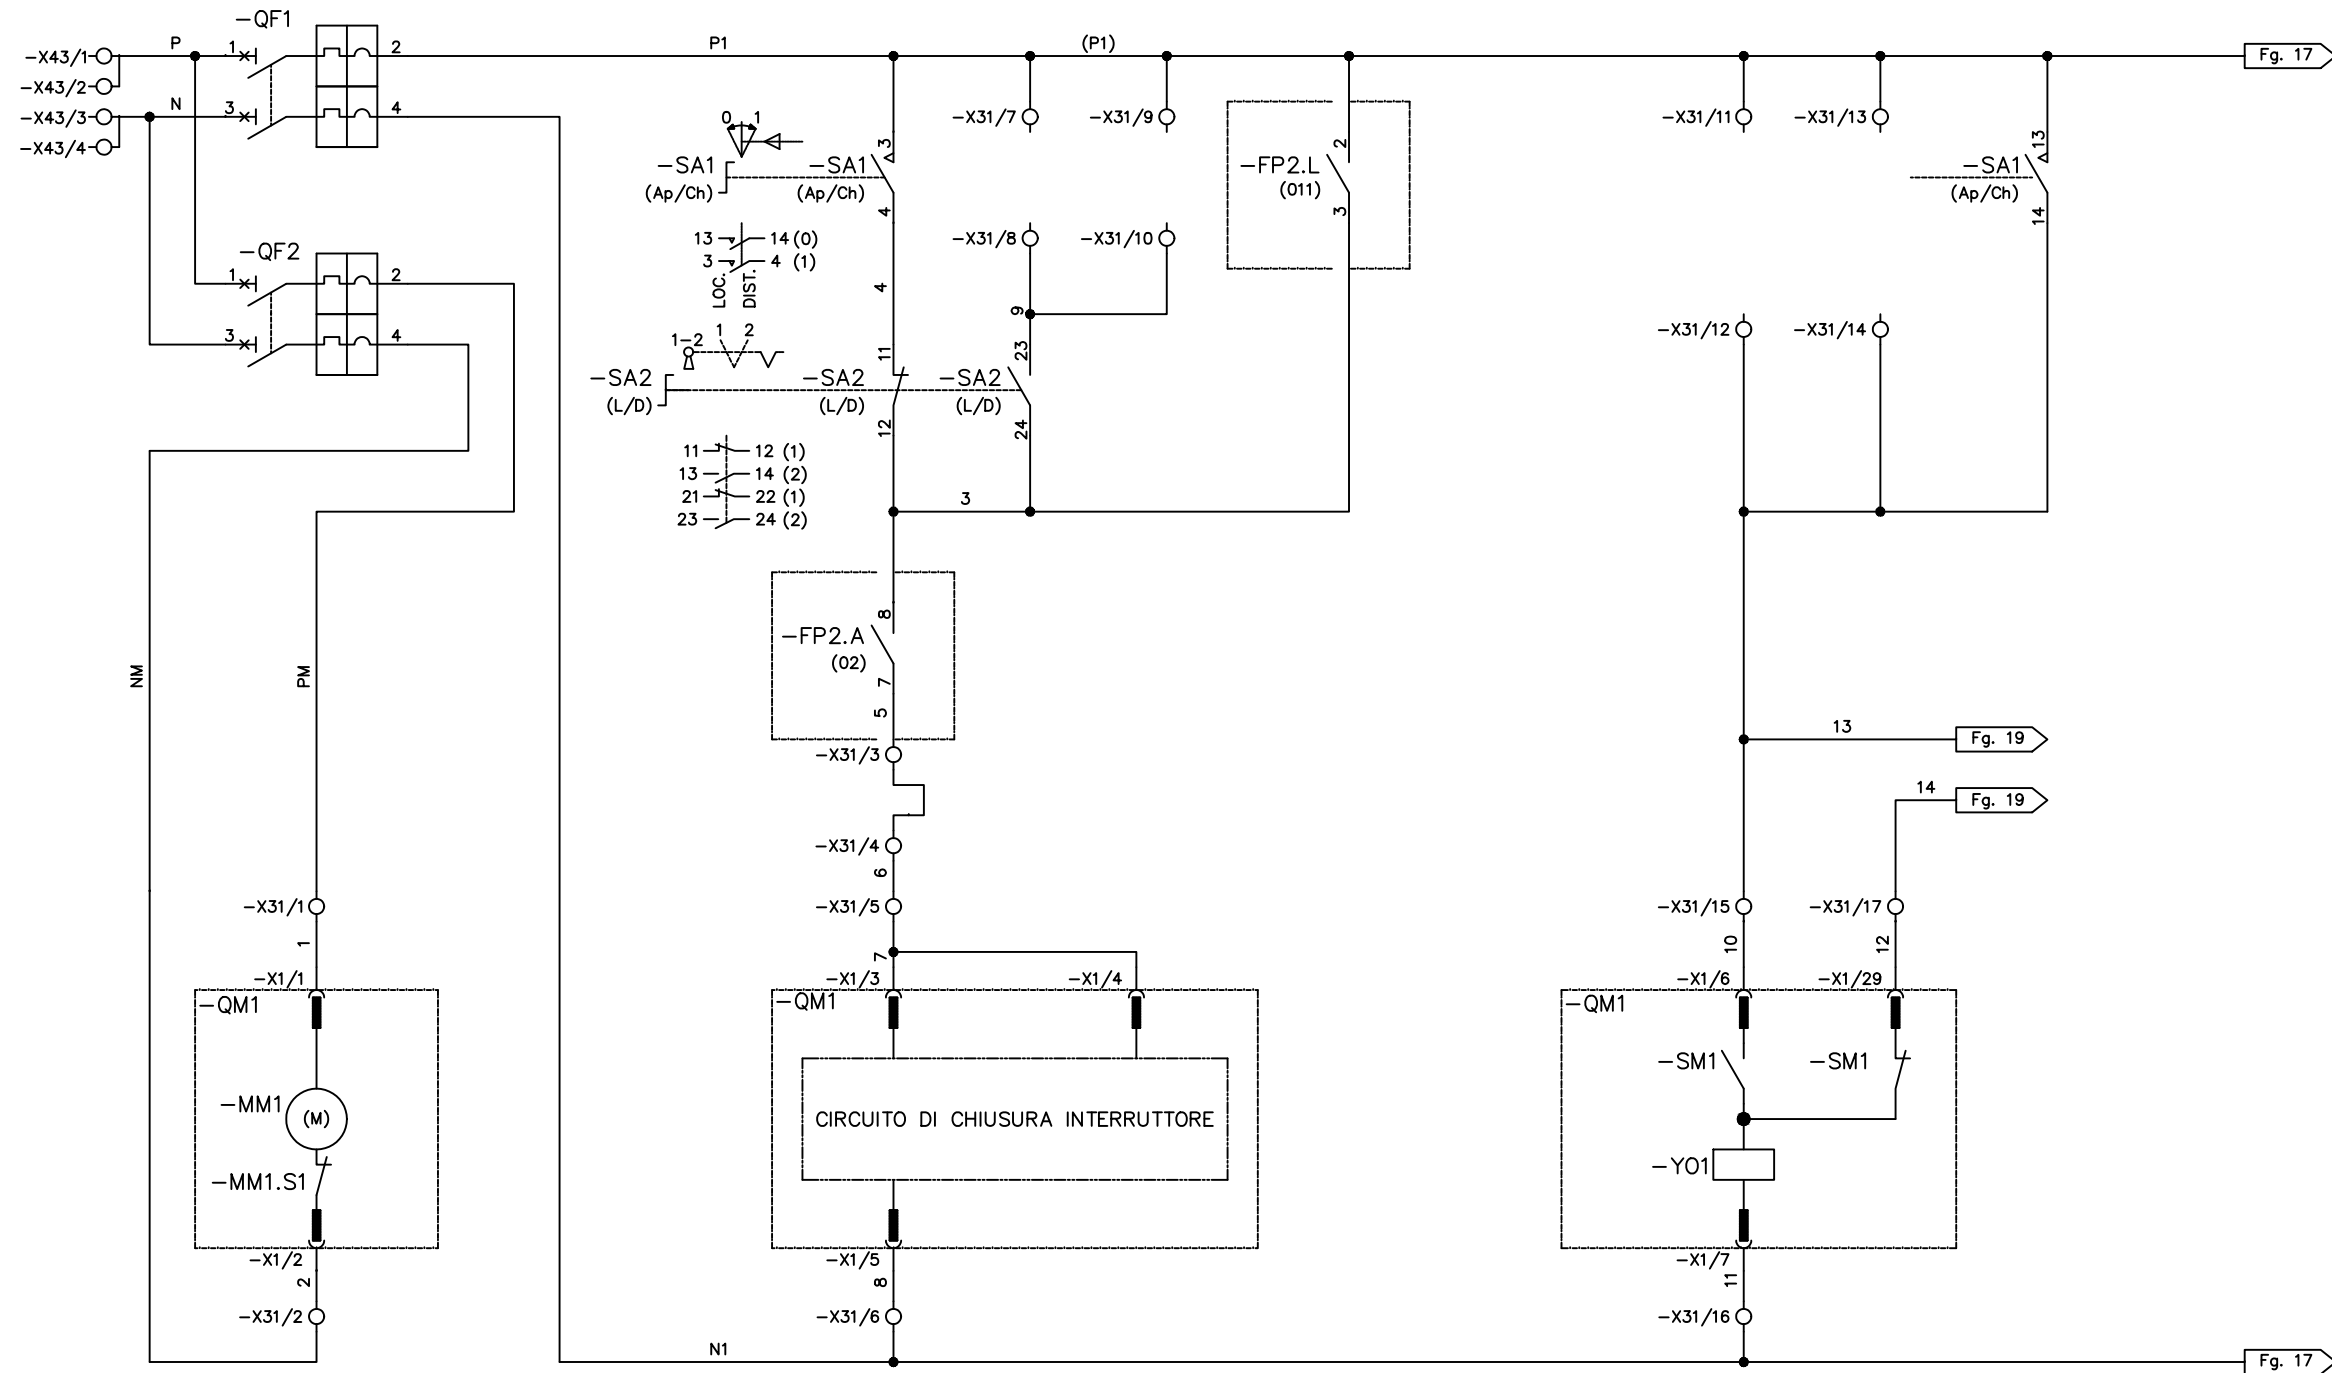 -QF1
-X43/1
P
1
2
P1
(P1)
Fg. 17
-X43/2
-X43/3
N
3
4
-X43/4
0 1
-SA1
(Ap/Ch)
-SA1
(Ap/Ch)
3
4
-X31/7
-X31/9
-FP2.L
(011)
2
3
-X31/11
-X31/13
-SA1
(Ap/Ch)
13
14
-QF2
1
2
3
4
13 14 (0)
3 4 (1)
LOC.
DIST.
4
-X31/8
-X31/10
9
1-2
1 2
-SA2
(L/D)
-SA2
(L/D)
11
12
-SA2
(L/D)
23
24
-X31/12
-X31/14
11 12 (1)
13 14 (2)
21 22 (1)
23 24 (2)
3
-FP2.A
(02)
8
7
5
NM
PM
-X31/3
-X31/4
6
13
Fg. 19
14
Fg. 19
-X31/1
1
-X31/5
7
-X31/15
10
-X31/17
12
-X1/1
-QM1
-X1/3
-X1/4
-QM1
-X1/6
-X1/29
-QM1
-MM1
(M)
-MM1.S1
CIRCUITO DI CHIUSURA INTERRUTTORE
-SM1
-SM1
-YO1
-X1/2
2
-X31/2
-X1/5
8
-X31/6
-X1/7
11
-X31/16
N1
Fg. 17